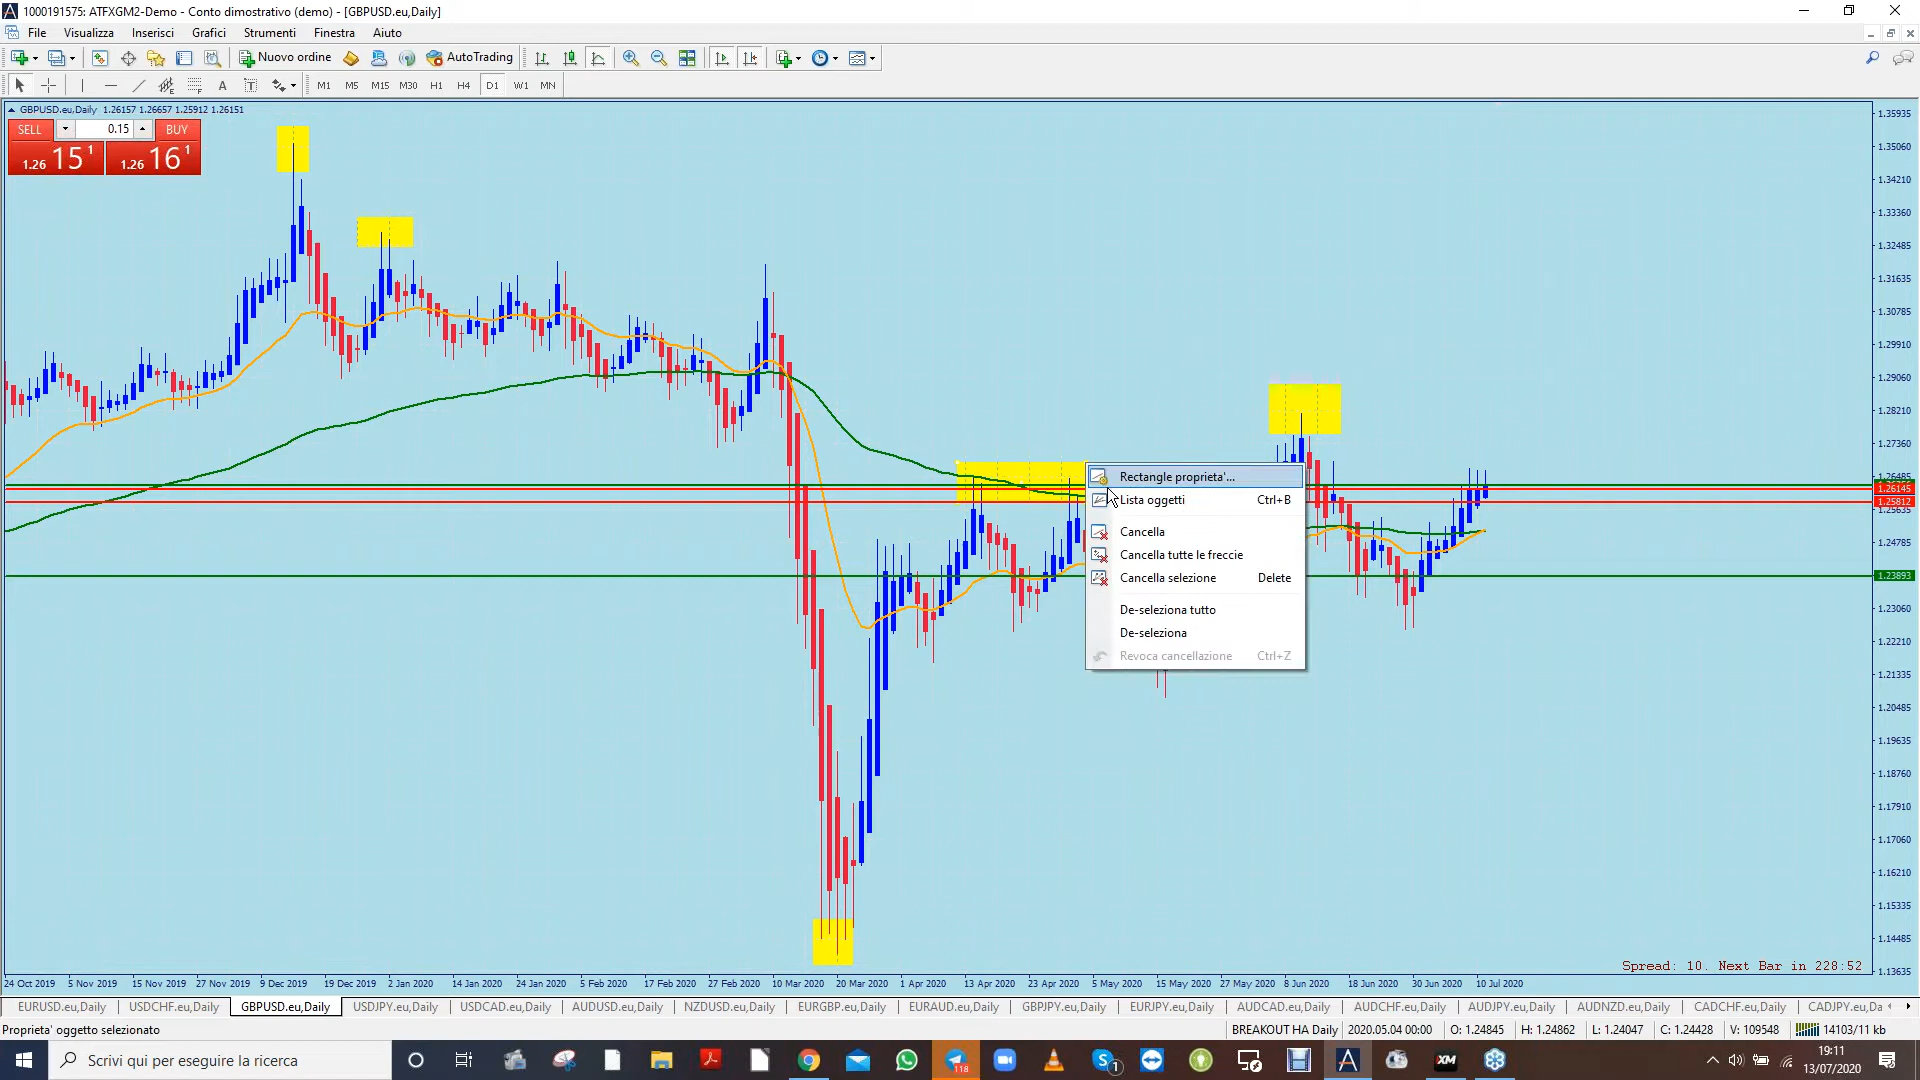 1000191575: ATFXGM2-Demo - Conto dimostrativo (demo) - [GBPUSD.eu,Daily]
File Visualizza Inserisci Grafici Strumenti Finestra Aiuto
Nuovo ordine AutoTrading
A T M1 M5 M15 M30 H1 H4 D1 W1 MN
GBPUSD.eu,Daily 1.26157 1.26657 1.25912 1.26151
SELL 0.15 BUY
1.26 15 1 1.26 16 1
1.35935
1.35060
1.34210
1.33360
1.32485
1.31635
1.30785
1.29910
1.29060
1.28210
1.27360
1.26485
1.26145
1.25812
1.25635
1.24785
1.23893
1.23060
1.22210
1.21335
1.20485
1.19635
1.18760
1.17910
1.17060
1.16210
1.15335
1.14485
1.13635
Rectangle proprieta'...
Lista oggetti Ctrl+B
Cancella
Cancella tutte le freccie
Cancella selezione Delete
De-seleziona tutto
De-seleziona
Revoca cancellazione Ctrl+Z
Spread: 10. Next Bar in 228:52
24 Oct 2019 5 Nov 2019 15 Nov 2019 27 Nov 2019 9 Dec 2019 19 Dec 2019 2 Jan 2020 14 Jan 2020 24 Jan 2020 5 Feb 2020 17 Feb 2020 27 Feb 2020 10 Mar 2020 20 Mar 2020 1 Apr 2020 13 Apr 2020 23 Apr 2020 5 May 2020 15 May 2020 27 May 2020 8 Jun 2020 18 Jun 2020 30 Jun 2020 10 Jul 2020
EURUSD.eu,Daily USDCHF.eu,Daily GBPUSD.eu,Daily USDJPY.eu,Daily USDCAD.eu,Daily AUDUSD.eu,Daily NZDUSD.eu,Daily EURGBP.eu,Daily EURAUD.eu,Daily GBPJPY.eu,Daily EURJPY.eu,Daily AUDCAD.eu,Daily AUDCHF.eu,Daily AUDJPY.eu,Daily AUDNZD.eu,Daily CADCHF.eu,Daily CADJPY.eu,Da
Proprieta' oggetto selezionato BREAKOUT HA Daily 2020.05.04 00:00 O: 1.24845 H: 1.24862 L: 1.24047 C: 1.24428 V: 109548 14103/11 kb
Scrivi qui per eseguire la ricerca 118 1 XM 19:11
13/07/2020